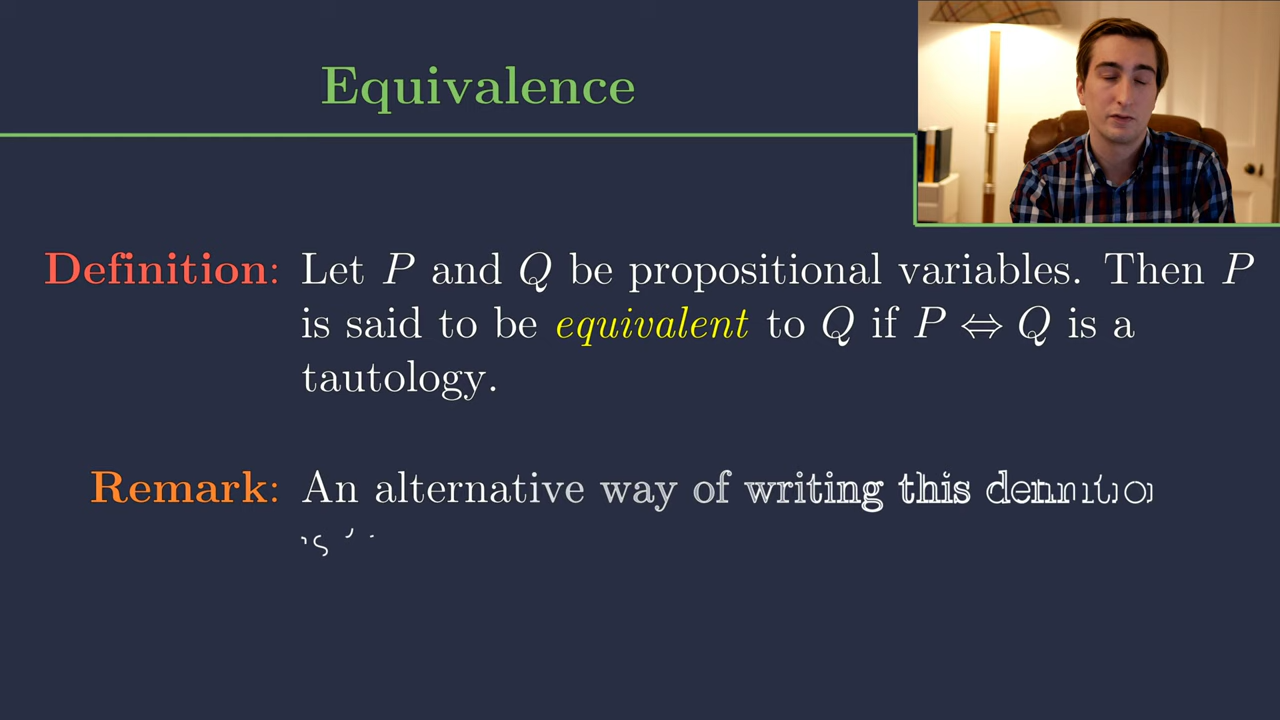 Equivalence
Definition: Let P and Q be propositional variables. Then P
is said to be equivalent to Q if P ⇔ Q is a
tautology.
Remark: An alternative way of writing this